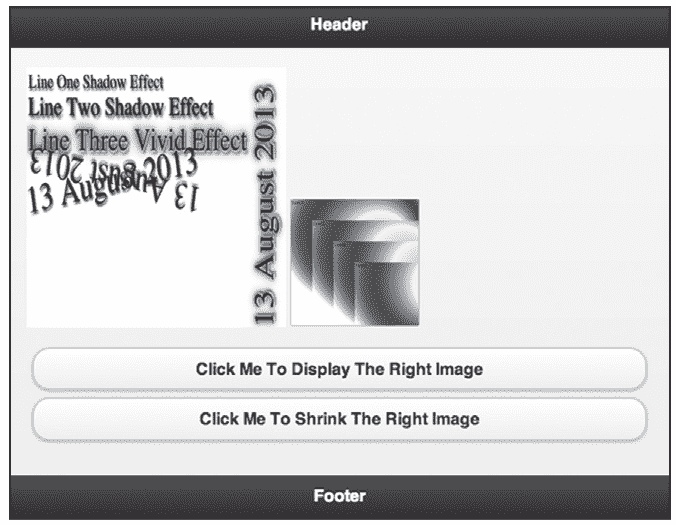 Header
Line One Shadow Effect
Line Two Shadow Effect
Line Three Vivid Effect
13 August 2013
13 August 2013
13 August 2013
Click Me To Display The Right Image
Click Me To Shrink The Right Image
Footer